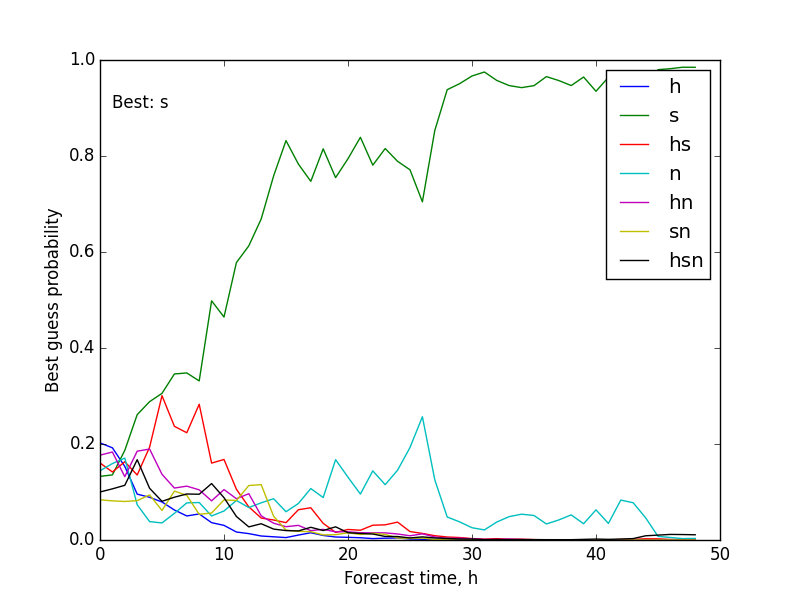 1.0
0.8
0.6
0.4
0.2
0.0
Best guess probability
Best: s
h
s
hs
n
hn
sn
hsn
0 10 20 30 40 50
Forecast time, h